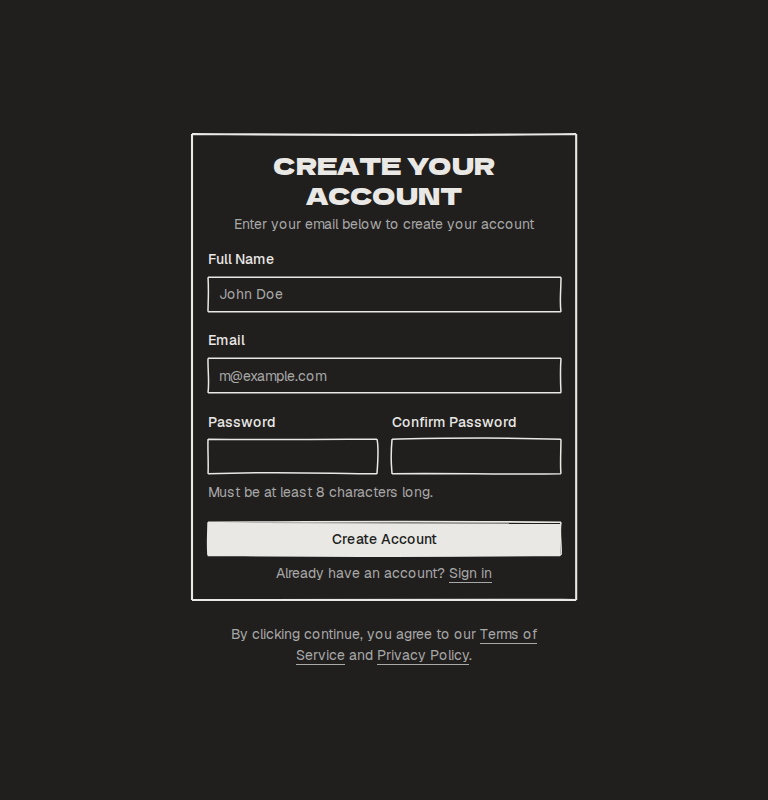 CREATE YOUR
ACCOUNT
Enter your email below to create your account
Full Name
John Doe
Email
m@example.com
Password
Confirm Password
Must be at least 8 characters long.
Create Account
Already have an account? Sign in
By clicking continue, you agree to our Terms of
Service and Privacy Policy.